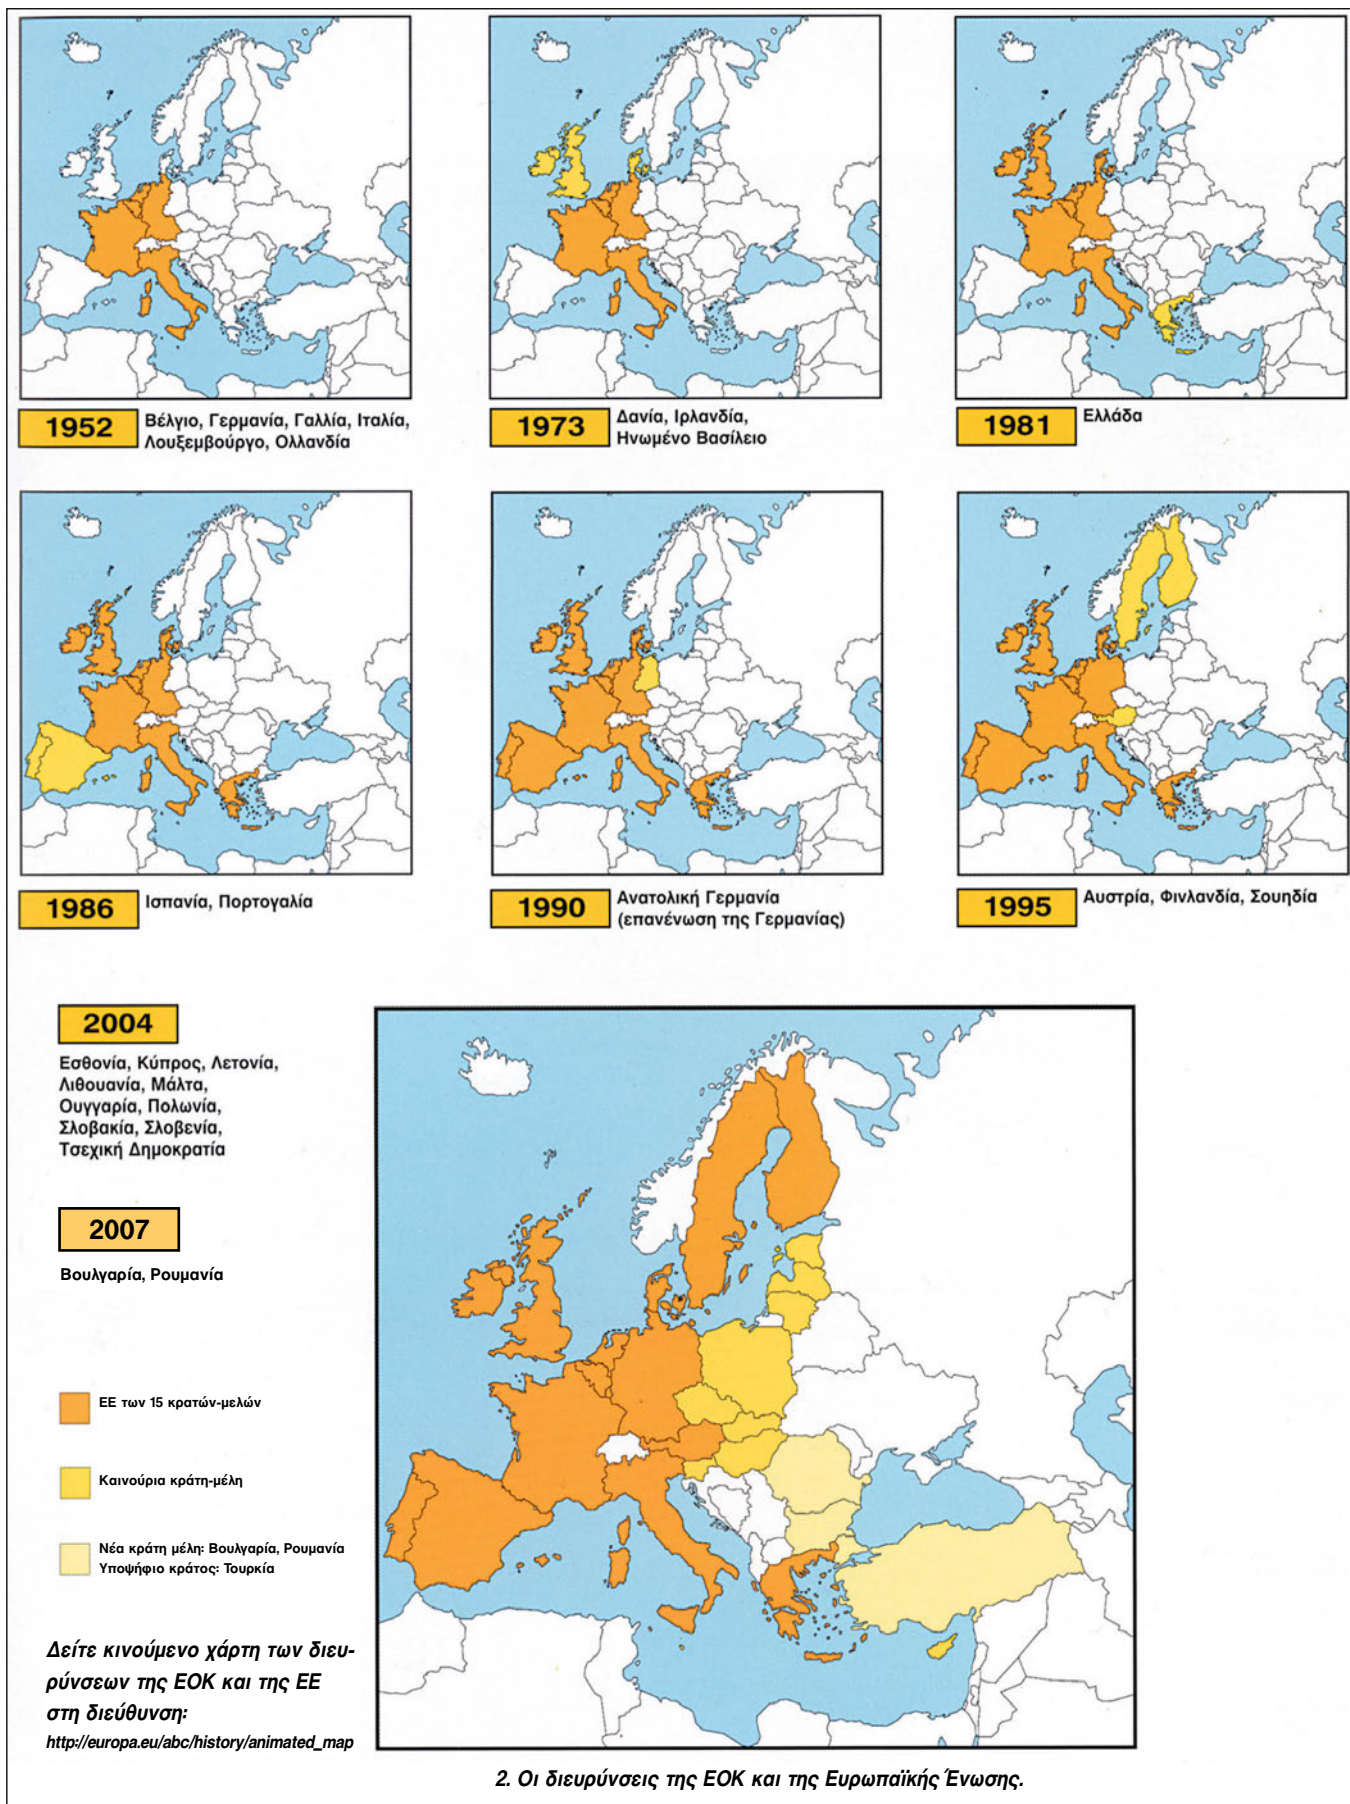 1952
Βέλγιο, Γερμανία, Γαλλία, Ιταλία,
Λουξεμβούργο, Ολλανδία
1973
Δανία, Ιρλανδία,
Ηνωμένο Βασίλειο
1981
Ελλάδα
1986
Ισπανία, Πορτογαλία
1990
Ανατολική Γερμανία
(επανένωση της Γερμανίας)
1995
Αυστρία, Φινλανδία, Σουηδία
2004
Εσθονία, Κύπρος, Λετονία,
Λιθουανία, Μάλτα,
Ουγγαρία, Πολωνία,
Σλοβακία, Σλοβενία,
Τσεχική Δημοκρατία
2007
Βουλγαρία, Ρουμανία
ΕΕ των 15 κρατών-μελών
Καινούρια κράτη-μέλη
Νέα κράτη μέλη: Βουλγαρία, Ρουμανία
Υποψήφιο κράτος: Τουρκία
Δείτε κινούμενο χάρτη των διευ-
ρύνσεων της ΕΟΚ και της ΕΕ
στη διεύθυνση:
http://europa.eu/abc/history/animated_map
2. Οι διευρύνσεις της ΕΟΚ και της Ευρωπαϊκής Ένωσης.